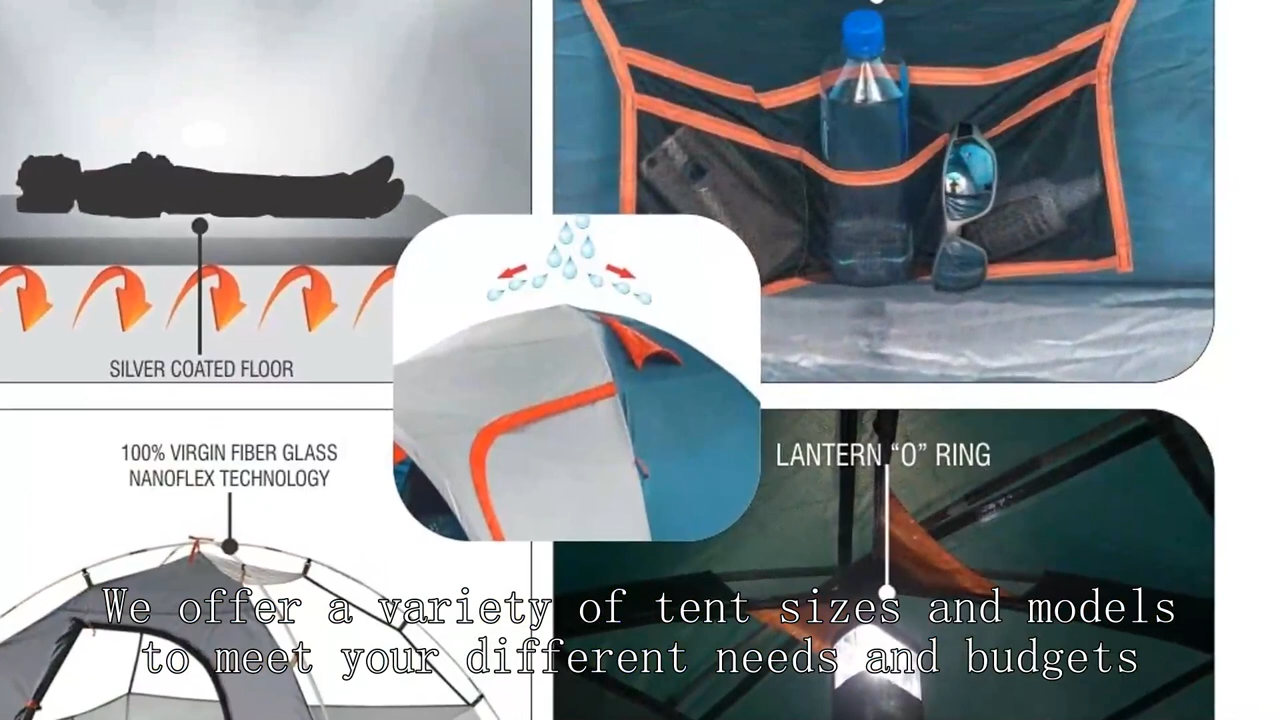 SILVER COATED FLOOR
100% VIRGIN FIBER GLASS
NANOFLEX TECHNOLOGY
LANTERN "O" RING
We offer a variety of tent sizes and models
to meet your different needs and budgets